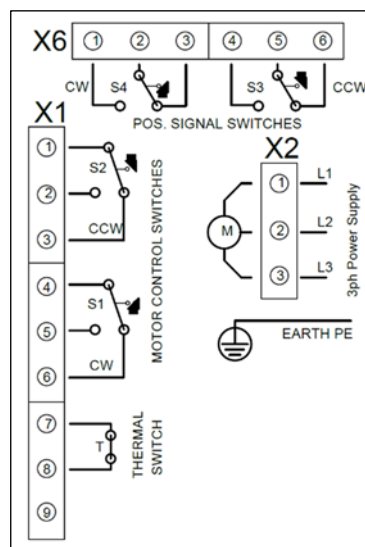 X6 1 2 3 4 5 6
CW S4 S3 CCW
POS. SIGNAL SWITCHES
X1
1
S2
2
CCW
3
4
S1
5
CW
6
MOTOR CONTROL SWITCHES
7
T
8
9
THERMAL
SWITCH
X2
1 L1
M 2 L2
3 L3
3ph Power Supply
EARTH PE